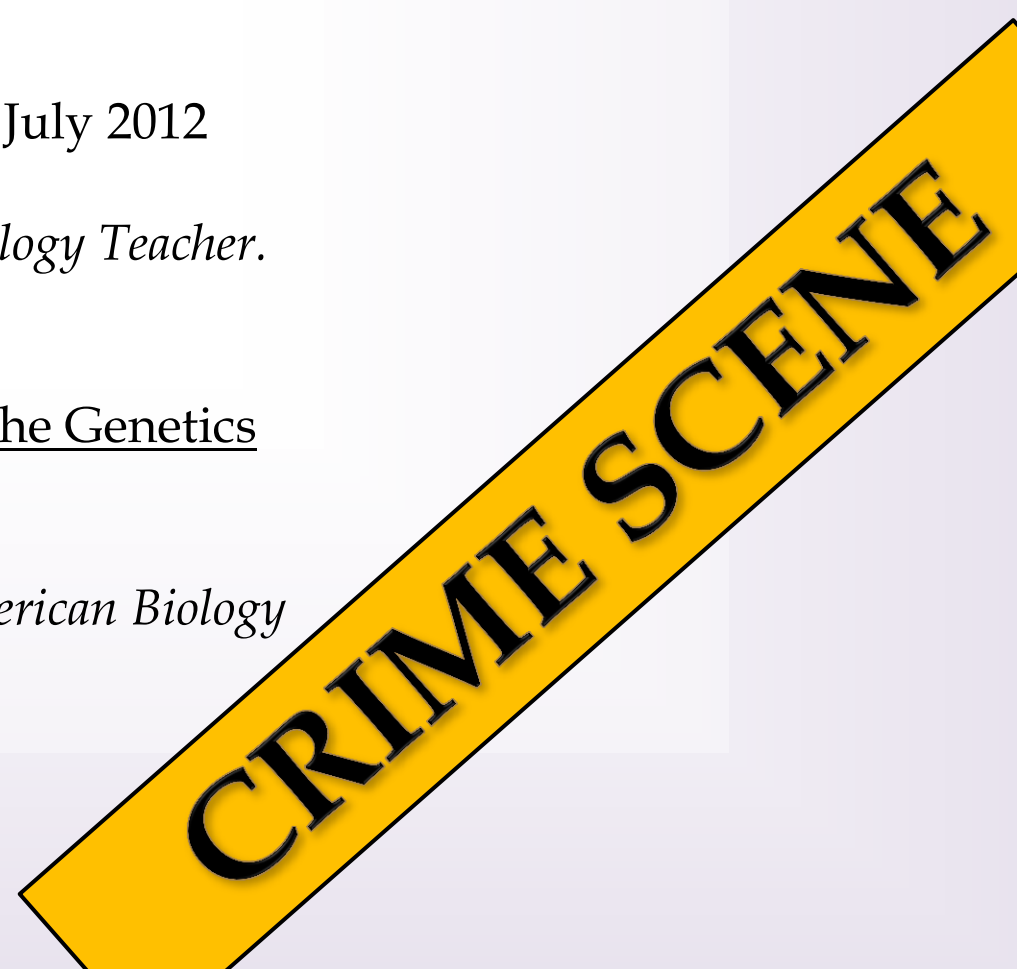 July 2012
logy Teacher.
he Genetics
erican Biology
CRIME SCENE